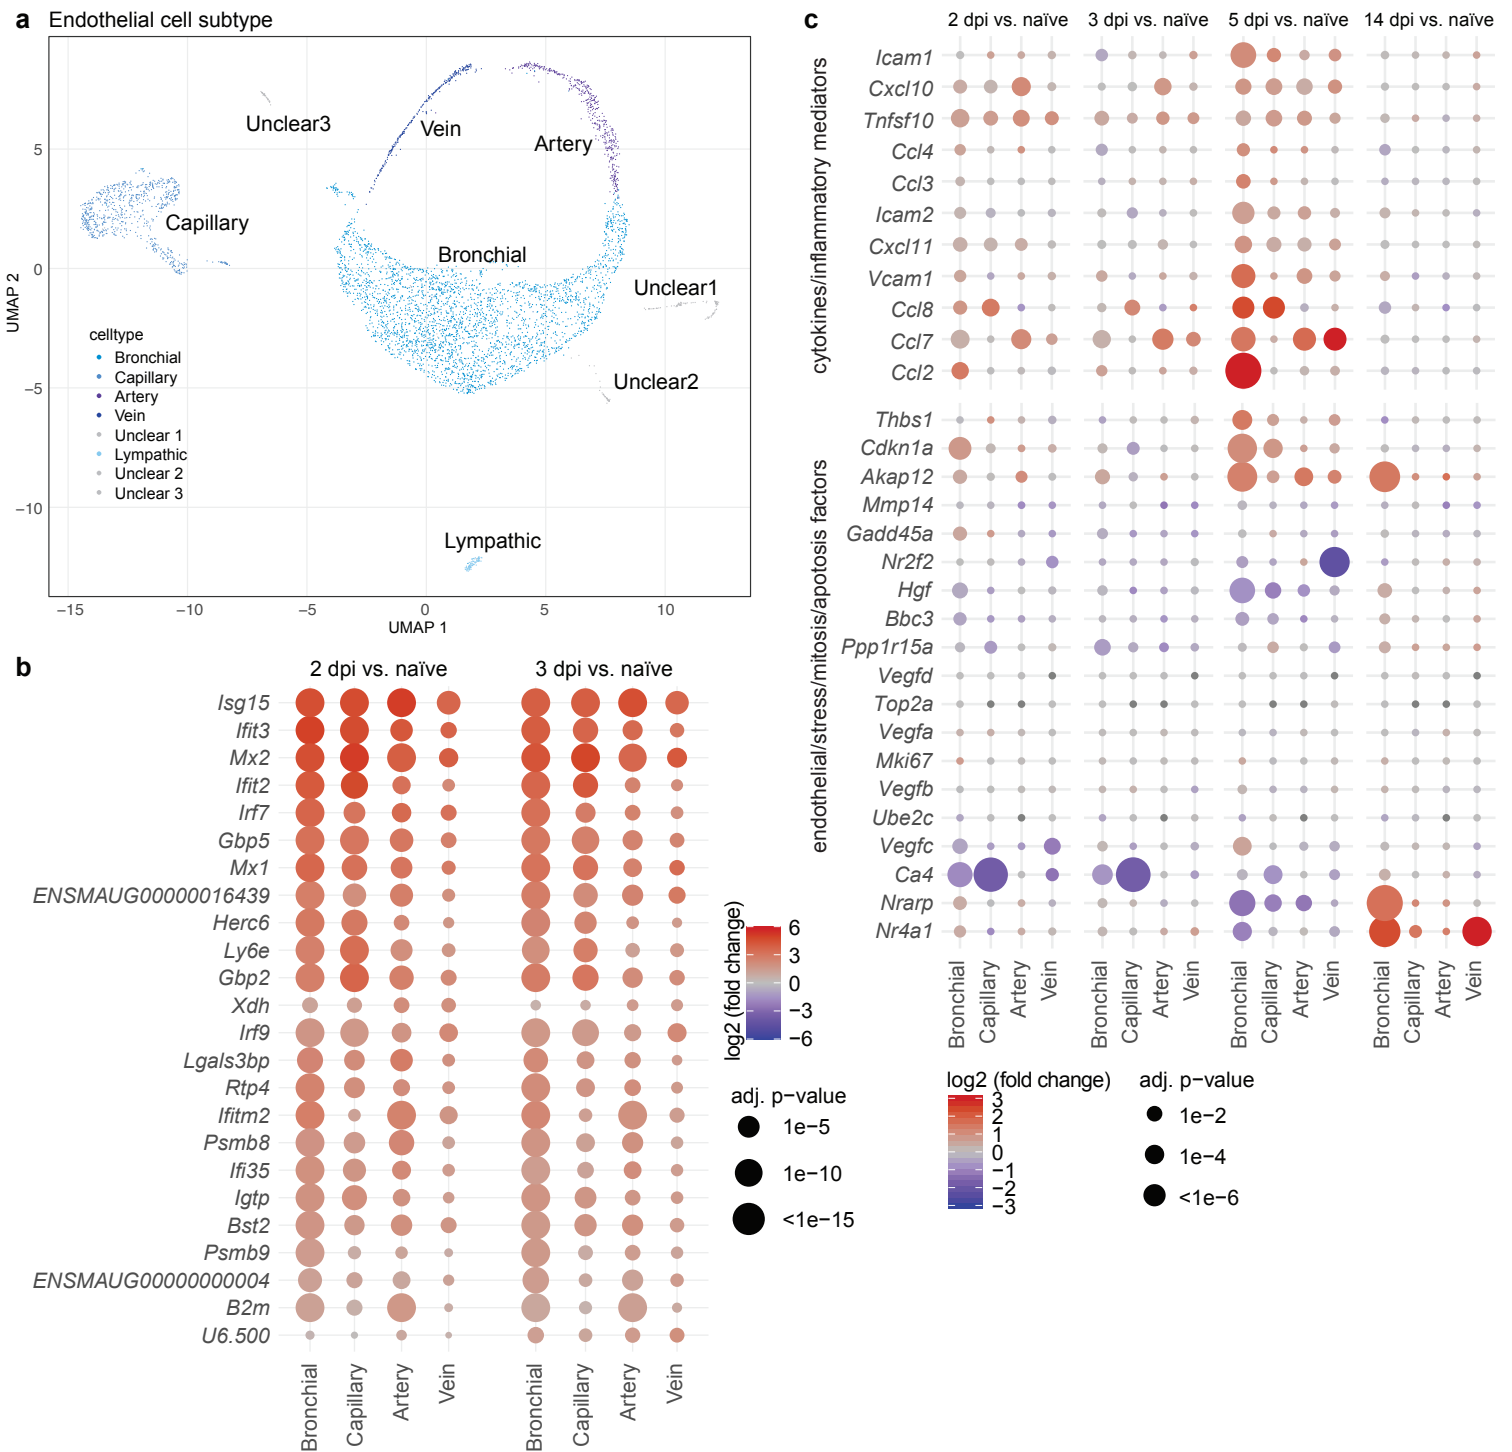 a Endothelial cell subtype
UMAP 2
5
0
−5
−10
−15
−10
−5
0
5
10
UMAP 1
Unclear3
Vein
Artery
Capillary
Bronchial
Unclear1
Unclear2
Lympathic
celltype
Bronchial
Capillary
Artery
Vein
Unclear 1
Lympathic
Unclear 2
Unclear 3
b
2 dpi vs. naïve
3 dpi vs. naïve
Isg15
Ifit3
Mx2
Ifit2
Irf7
Gbp5
Mx1
ENSMAUG00000016439
Herc6
Ly6e
Gbp2
Xdh
Irf9
Lgals3bp
Rtp4
Ifitm2
Psmb8
Ifi35
Igtp
Bst2
Psmb9
ENSMAUG00000000004
B2m
U6.500
Bronchial
Capillary
Artery
Vein
Bronchial
Capillary
Artery
Vein
log2 (fold change)
6
3
0
−3
−6
adj. p−value
1e−5
1e−10
<1e−15
c
2 dpi vs. naïve
3 dpi vs. naïve
5 dpi vs. naïve
14 dpi vs. naïve
cytokines/inflammatory mediators
Icam1
Cxcl10
Tnfsf10
Ccl4
Ccl3
Icam2
Cxcl11
Vcam1
Ccl8
Ccl7
Ccl2
endothelial/stress/mitosis/apotosis factors
Thbs1
Cdkn1a
Akap12
Mmp14
Gadd45a
Nr2f2
Hgf
Bbc3
Ppp1r15a
Vegfd
Top2a
Vegfa
Mki67
Vegfb
Ube2c
Vegfc
Ca4
Nrarp
Nr4a1
Bronchial
Capillary
Artery
Vein
Bronchial
Capillary
Artery
Vein
Bronchial
Capillary
Artery
Vein
Bronchial
Capillary
Artery
Vein
log2 (fold change)
3
2
1
0
−1
−2
−3
adj. p−value
1e−2
1e−4
<1e−6